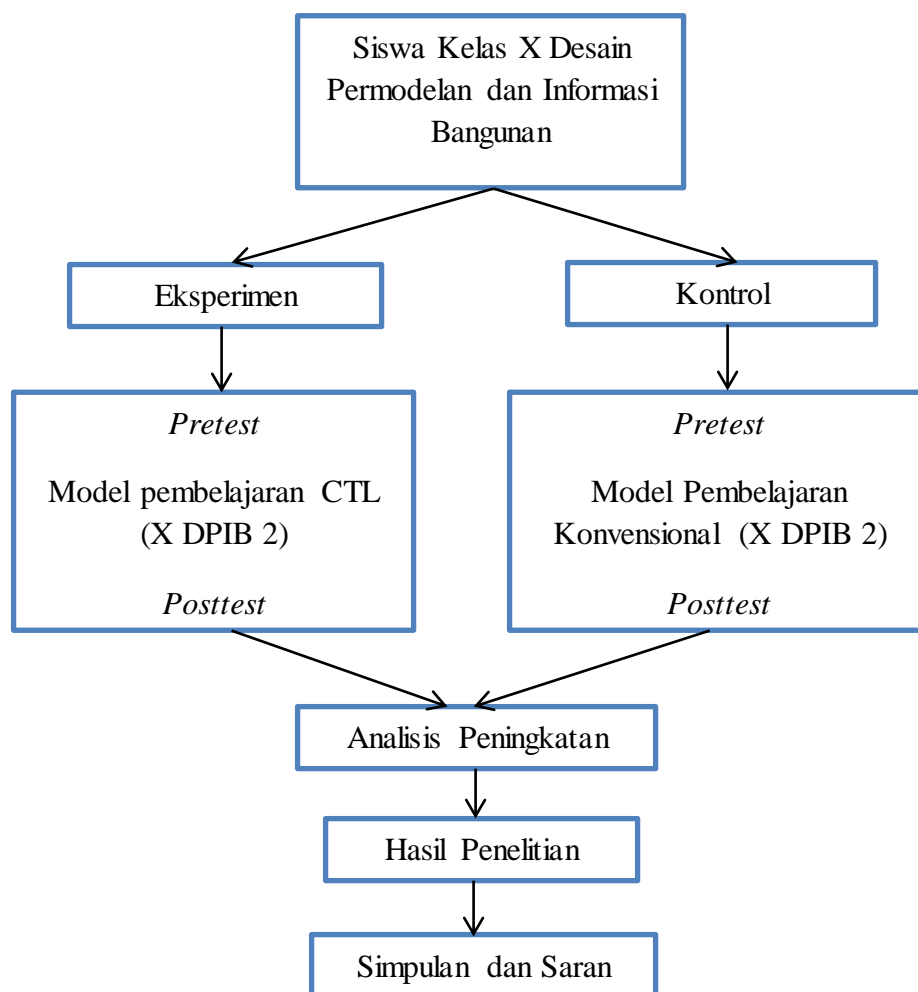 Siswa Kelas X Desain
Permodelan dan Informasi
Bangunan
Eksperimen
Kontrol
Pretest
Model pembelajaran CTL
(X DPIB 2)
Posttest
Pretest
Model Pembelajaran
Konvensional (X DPIB 2)
Posttest
Analisis Peningkatan
Hasil Penelitian
Simpulan dan Saran